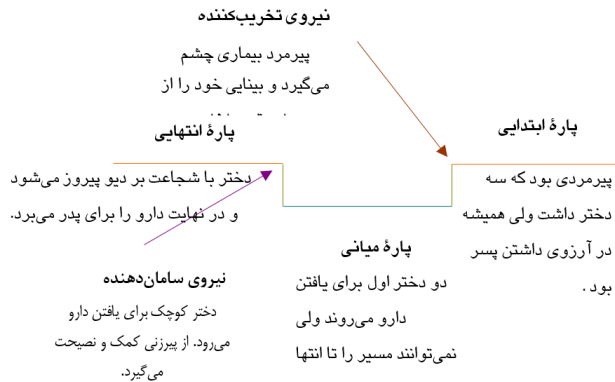 نیروی تخریب‌کننده
پیرمرد بیماری چشم
می‌گیرد و بینایی خود را از
پارهٔ ابتدایی
پیرمردی بود که سه
دختر داشت ولی همیشه
در آرزوی داشتن پسر
بود .
پارهٔ میانی
دو دختر اول برای یافتن
دارو می‌روند ولی
نمی‌توانند مسیر را تا انتها
نیروی سامان‌دهنده
دختر کوچک برای یافتن دارو
می‌رود. از پیرزنی کمک و نصیحت
می‌گیرد.
پارهٔ انتهایی
دختر با شجاعت بر دیو پیروز می‌شود
و در نهایت دارو را برای پدر می‌برد.